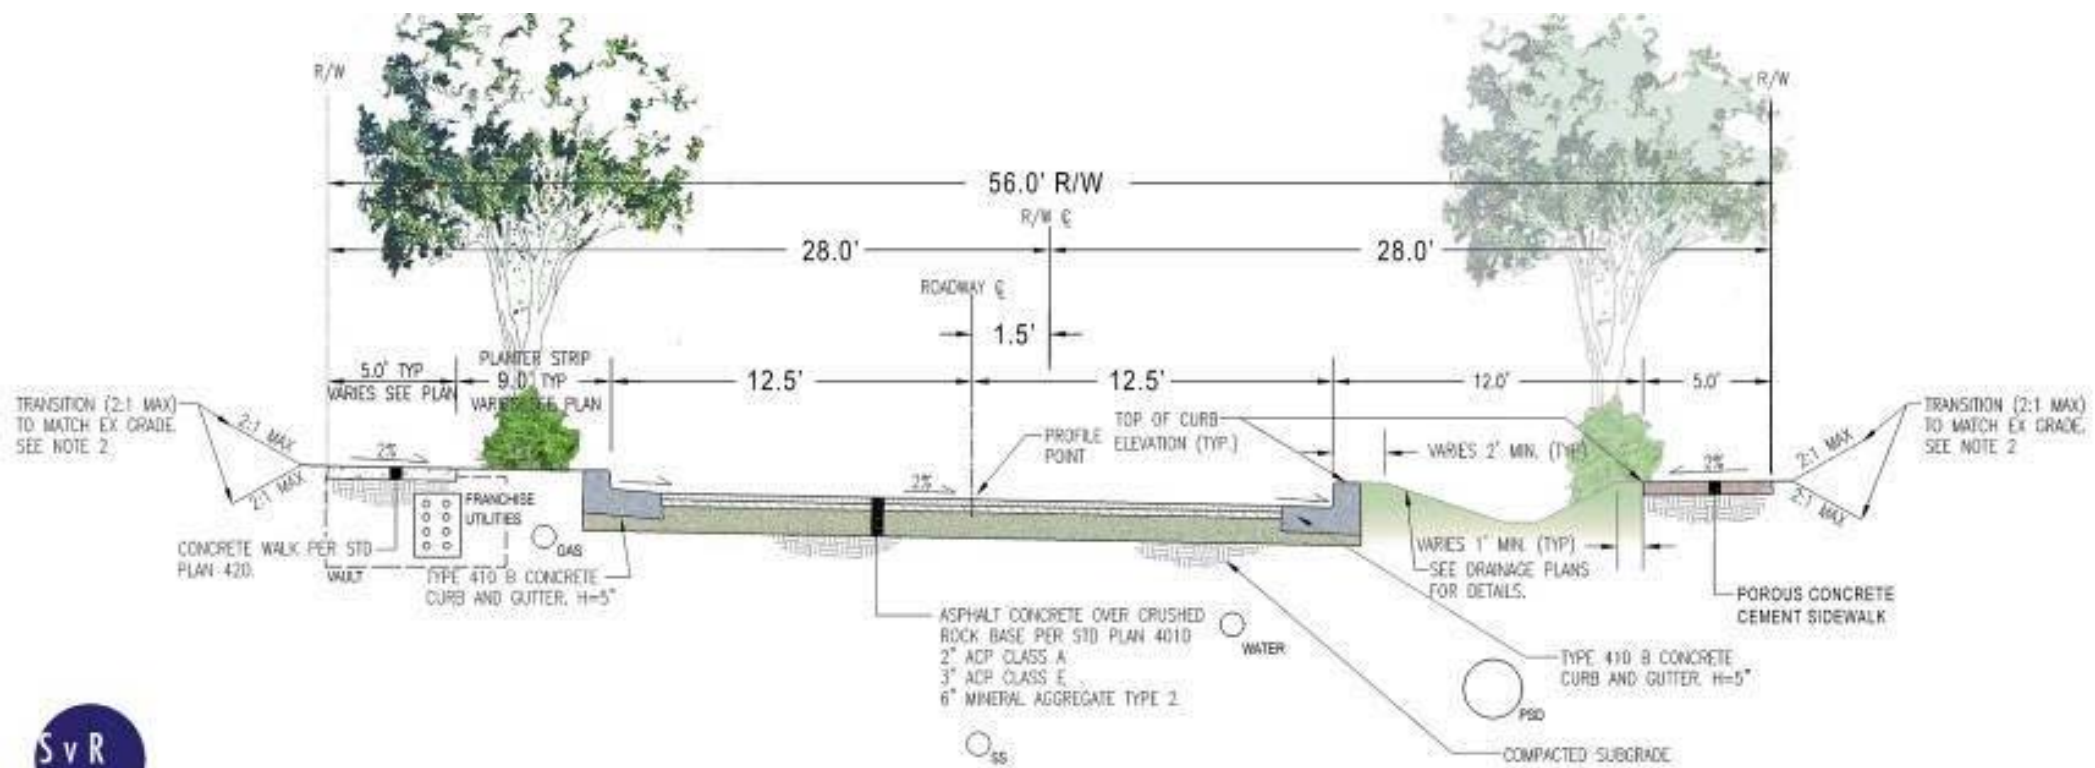 R/W
R/W
56.0' R/W
R/W ℄
28.0'
28.0'
ROADWAY ℄
1.5'
5.0' TYP
VARIES SEE PLAN
PLANTER STRIP
9.0' TYP
VARIES SEE PLAN
12.5'
12.5'
12.0'
5.0'
TRANSITION (2:1 MAX)
TO MATCH EX GRADE.
SEE NOTE 2
2:1 MAX
2:1 MAX
2%
FRANCHISE
UTILITIES
GAS
VAULT
CONCRETE WALK PER STD
PLAN 420.
TYPE 410 B CONCRETE
CURB AND GUTTER. H=5"
2%
PROFILE
POINT
TOP OF CURB
ELEVATION (TYP.)
VARIES 2' MIN. (TYP)
2%
2:1 MAX
2:1 MAX
TRANSITION (2:1 MAX)
TO MATCH EX GRADE.
SEE NOTE 2
VARIES 1' MIN. (TYP)
SEE DRAINAGE PLANS
FOR DETAILS.
POROUS CONCRETE
CEMENT SIDEWALK
ASPHALT CONCRETE OVER CRUSHED
ROCK BASE PER STD PLAN 401D
2" ACP CLASS A
3" ACP CLASS E
6" MINERAL AGGREGATE TYPE 2
WATER
TYPE 410 B CONCRETE
CURB AND GUTTER. H=5"
PSD
SS
COMPACTED SUBGRADE
SvR